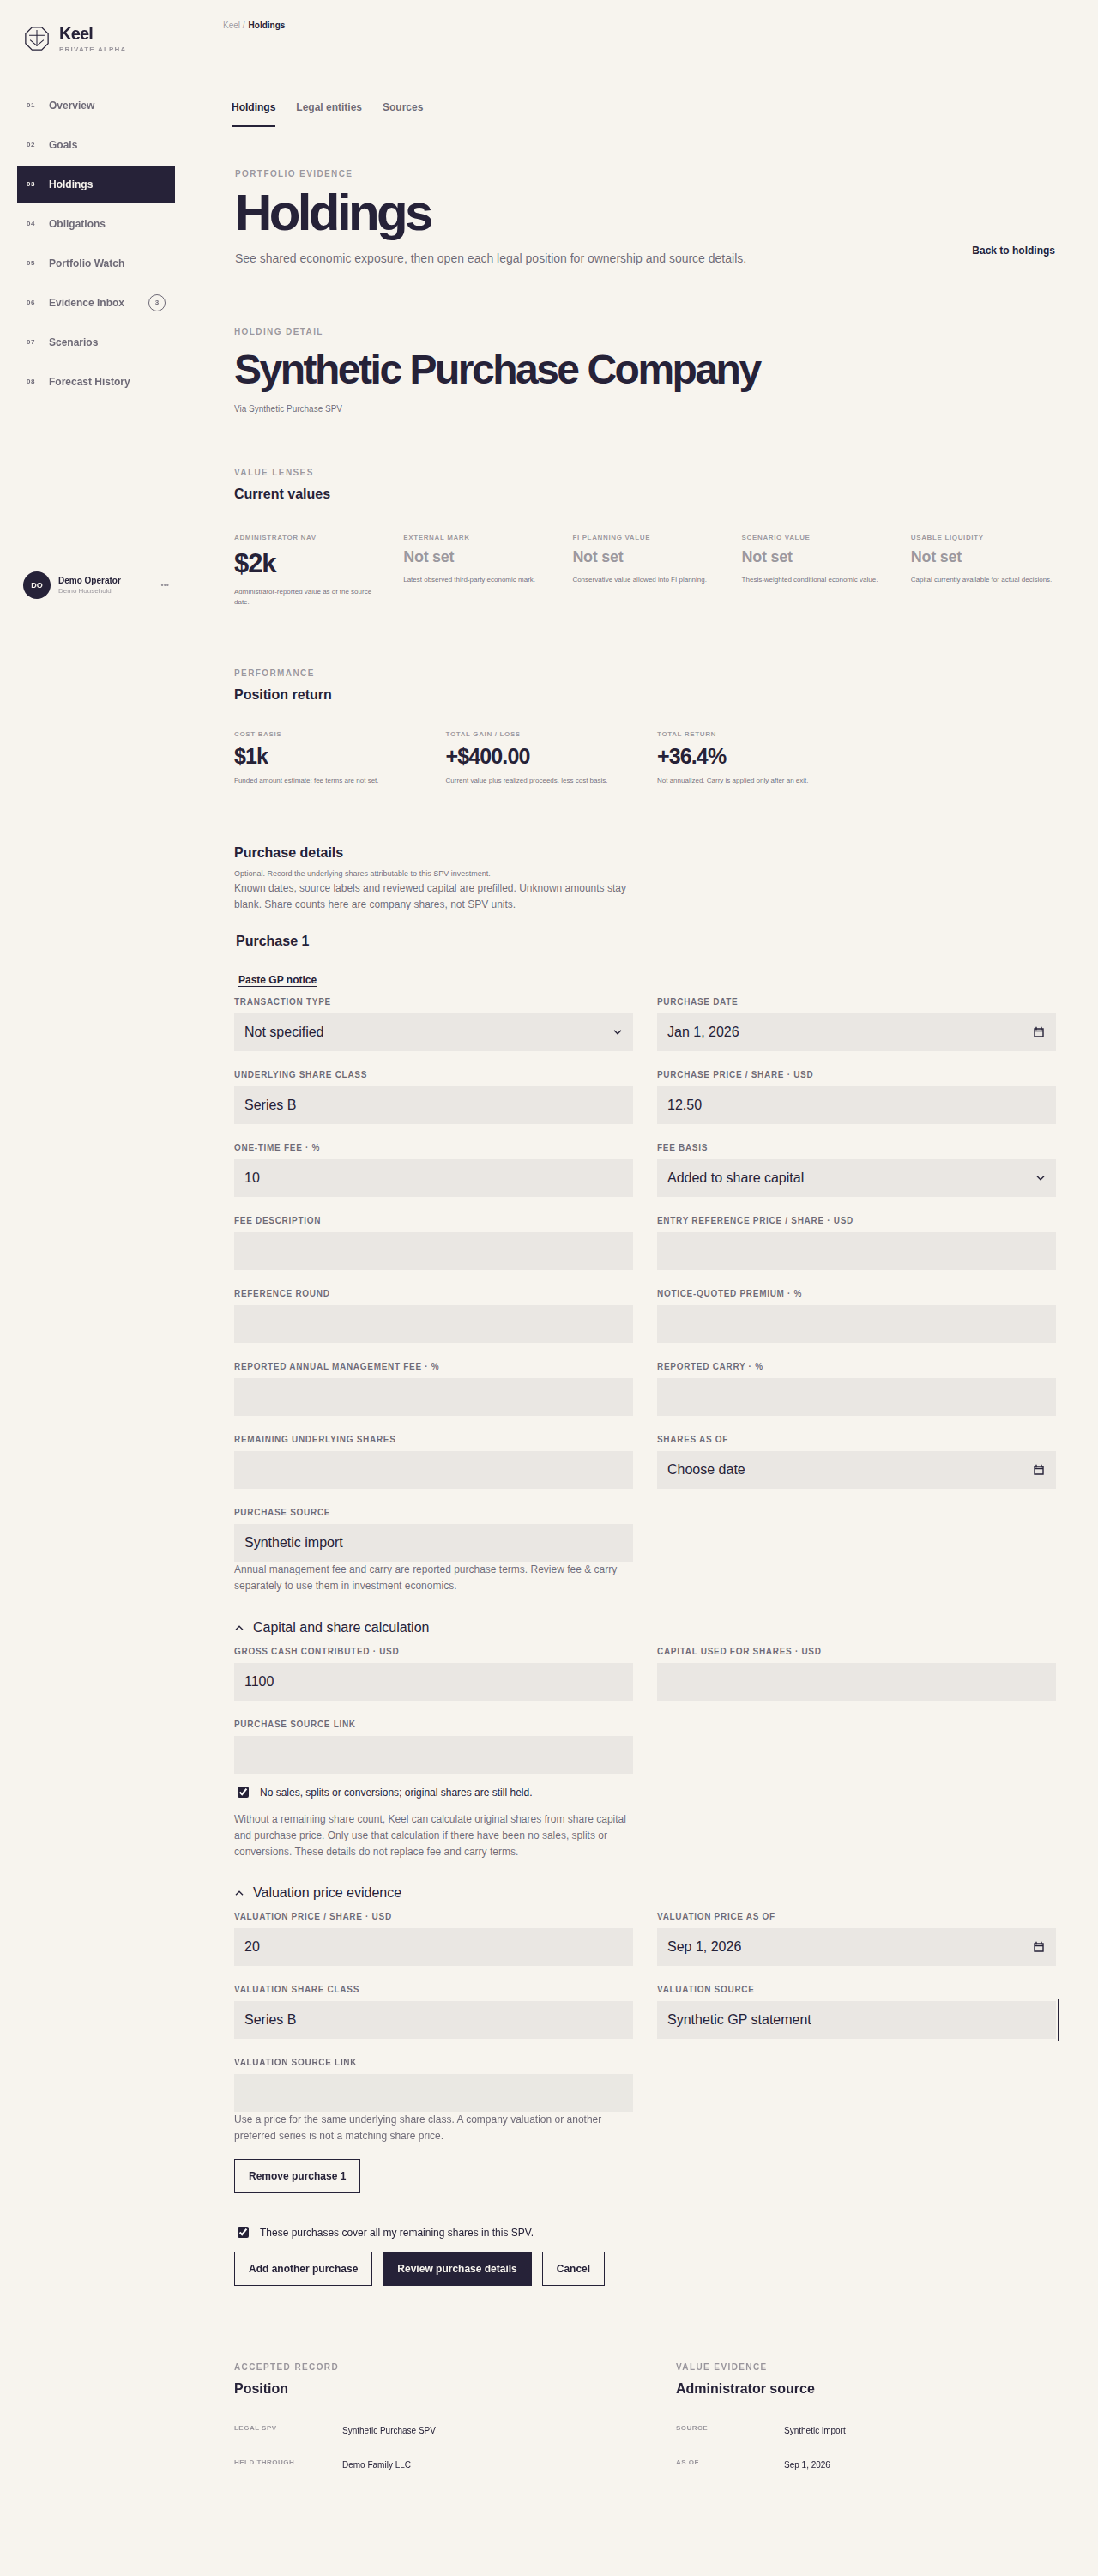 Keel
PRIVATE ALPHA
Keel / Holdings
01 Overview
02 Goals
03 Holdings
04 Obligations
05 Portfolio Watch
06 Evidence Inbox 3
07 Scenarios
08 Forecast History
DO
Demo Operator
Demo Household
Holdings Legal entities Sources
PORTFOLIO EVIDENCE
Holdings
See shared economic exposure, then open each legal position for ownership and source details.
Back to holdings
HOLDING DETAIL
Synthetic Purchase Company
Via Synthetic Purchase SPV
VALUE LENSES
Current values
ADMINISTRATOR NAV
$2k
Administrator-reported value as of the source
date.
EXTERNAL MARK
Not set
Latest observed third-party economic mark.
FI PLANNING VALUE
Not set
Conservative value allowed into FI planning.
SCENARIO VALUE
Not set
Thesis-weighted conditional economic value.
USABLE LIQUIDITY
Not set
Capital currently available for actual decisions.
PERFORMANCE
Position return
COST BASIS
$1k
Funded amount estimate; fee terms are not set.
TOTAL GAIN / LOSS
+$400.00
Current value plus realized proceeds, less cost basis.
TOTAL RETURN
+36.4%
Not annualized. Carry is applied only after an exit.
Purchase details
Optional. Record the underlying shares attributable to this SPV investment.
Known dates, source labels and reviewed capital are prefilled. Unknown amounts stay
blank. Share counts here are company shares, not SPV units.
Purchase 1
Paste GP notice
TRANSACTION TYPE
Not specified
PURCHASE DATE
Jan 1, 2026
UNDERLYING SHARE CLASS
Series B
PURCHASE PRICE / SHARE · USD
12.50
ONE-TIME FEE · %
10
FEE BASIS
Added to share capital
FEE DESCRIPTION
ENTRY REFERENCE PRICE / SHARE · USD
REFERENCE ROUND
NOTICE-QUOTED PREMIUM · %
REPORTED ANNUAL MANAGEMENT FEE · %
REPORTED CARRY · %
REMAINING UNDERLYING SHARES
SHARES AS OF
Choose date
PURCHASE SOURCE
Synthetic import
Annual management fee and carry are reported purchase terms. Review fee & carry
separately to use them in investment economics.
Capital and share calculation
GROSS CASH CONTRIBUTED · USD
1100
CAPITAL USED FOR SHARES · USD
PURCHASE SOURCE LINK
No sales, splits or conversions; original shares are still held.
Without a remaining share count, Keel can calculate original shares from share capital
and purchase price. Only use that calculation if there have been no sales, splits or
conversions. These details do not replace fee and carry terms.
Valuation price evidence
VALUATION PRICE / SHARE · USD
20
VALUATION PRICE AS OF
Sep 1, 2026
VALUATION SHARE CLASS
Series B
VALUATION SOURCE
Synthetic GP statement
VALUATION SOURCE LINK
Use a price for the same underlying share class. A company valuation or another
preferred series is not a matching share price.
Remove purchase 1
These purchases cover all my remaining shares in this SPV.
Add another purchase Review purchase details Cancel
ACCEPTED RECORD
Position
LEGAL SPV Synthetic Purchase SPV
HELD THROUGH Demo Family LLC
VALUE EVIDENCE
Administrator source
SOURCE Synthetic import
AS OF Sep 1, 2026